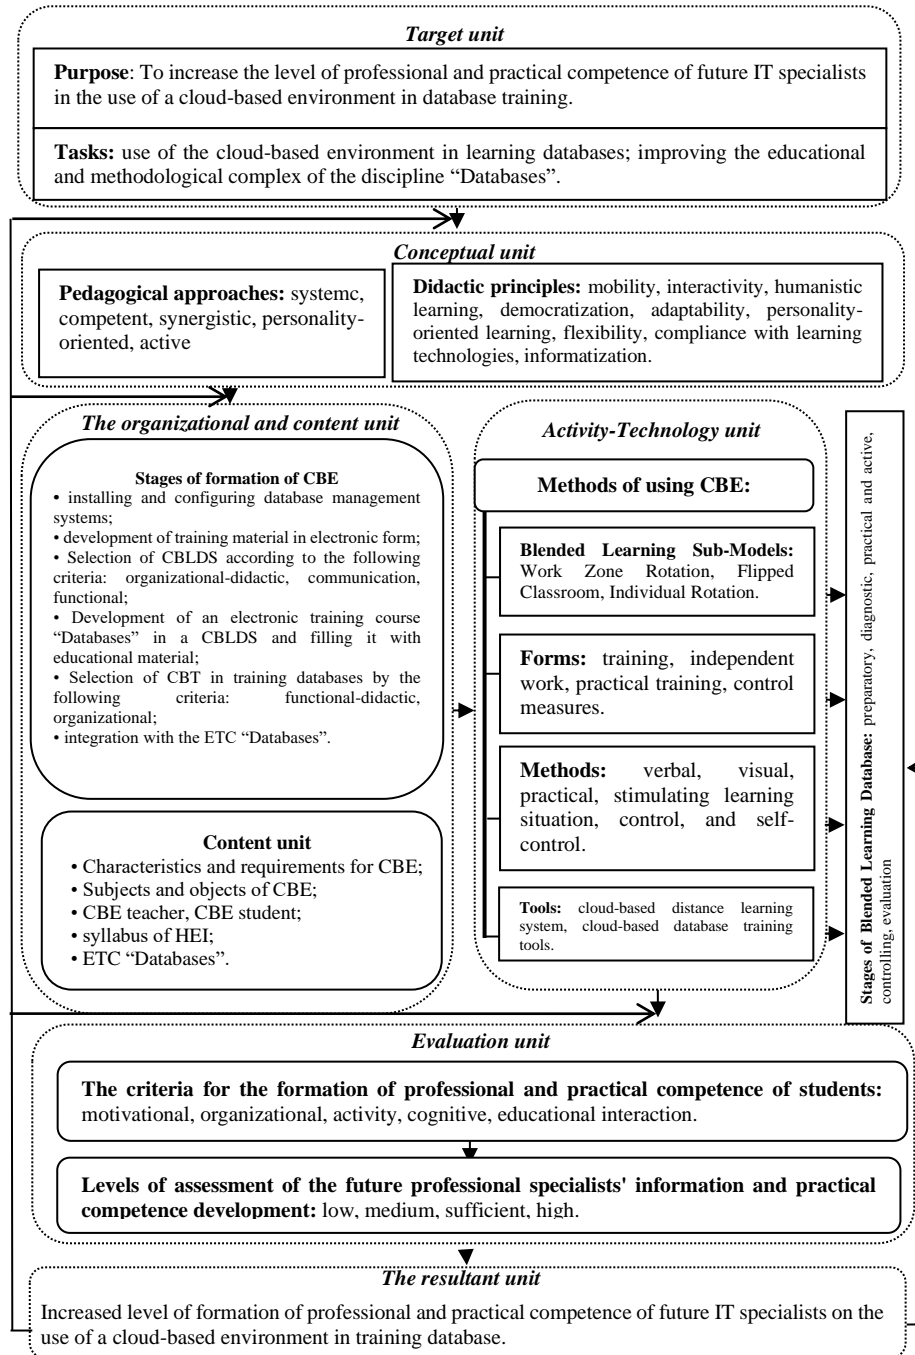 Target unit
Purpose: To increase the level of professional and practical competence of future IT specialists
in the use of a cloud-based environment in database training.
Tasks: use of the cloud-based environment in learning databases; improving the educational
and methodological complex of the discipline “Databases”.
Conceptual unit
Pedagogical approaches: systemc,
competent, synergistic, personality-
oriented, active
Didactic principles: mobility, interactivity, humanistic
learning, democratization, adaptability, personality-
oriented learning, flexibility, compliance with learning
technologies, informatization.
The organizational and content unit
Stages of formation of CBE
• installing and configuring database management
systems;
• development of training material in electronic form;
• Selection of CBLDS according to the following
criteria: organizational-didactic, communication,
functional;
• Development of an electronic training course
“Databases” in a CBLDS and filling it with
educational material;
• Selection of CBT in training databases by the
following criteria: functional-didactic,
organizational;
• integration with the ETC “Databases”.
Content unit
• Characteristics and requirements for CBE;
• Subjects and objects of CBE;
• CBE teacher, CBE student;
• syllabus of HEI;
• ETC “Databases”.
Activity-Technology unit
Methods of using CBE:
Blended Learning Sub-Models:
Work Zone Rotation, Flipped
Classroom, Individual Rotation.
Forms: training, independent
work, practical training, control
measures.
Methods: verbal, visual,
practical, stimulating learning
situation, control, and self-
control.
Tools: cloud-based distance learning
system, cloud-based database training
tools.
Stages of Blended Learning Database: preparatory, diagnostic, practical and active,
controlling, evaluation
Evaluation unit
The criteria for the formation of professional and practical competence of students:
motivational, organizational, activity, cognitive, educational interaction.
Levels of assessment of the future professional specialists' information and practical
competence development: low, medium, sufficient, high.
The resultant unit
Increased level of formation of professional and practical competence of future IT specialists on the
use of a cloud-based environment in training database.